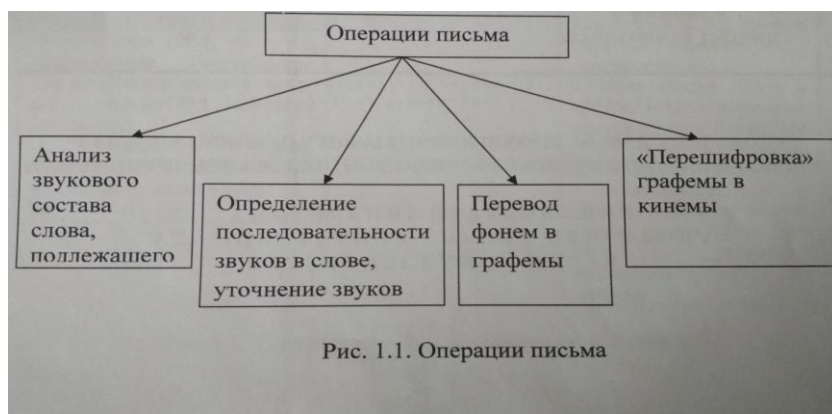 Операции письма
Анализ
звукового
состава
слова,
подлежащего
Определение
последовательности
звуков в слове,
уточнение звуков
Перевод
фонем в
графемы
«Перешифровка»
графемы в
кинемы
Рис. 1.1. Операции письма